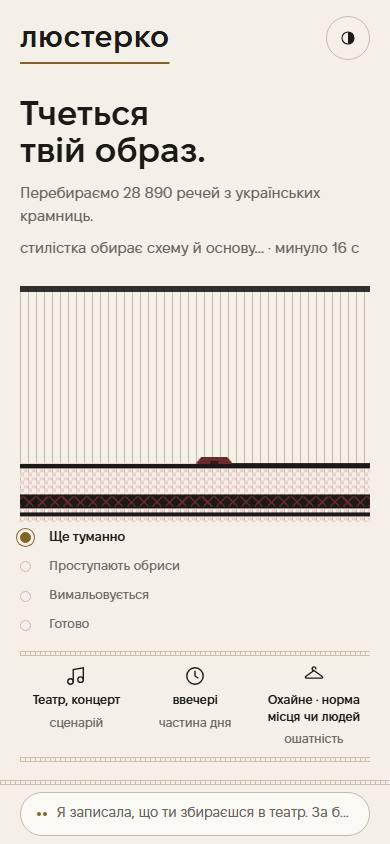 люстерко
Тчеться
твій образ.
Перебираємо 28 890 речей з українських
крамниць.
стилістка обирає схему й основу... · минуло 16 с
Ще туманно
Проступають обриси
Вимальовується
Готово
Театр, концерт
сценарій
ввечері
частина дня
Охайне · норма
місця чи людей
ошатність
Я записала, що ти збираєшся в театр. За б...